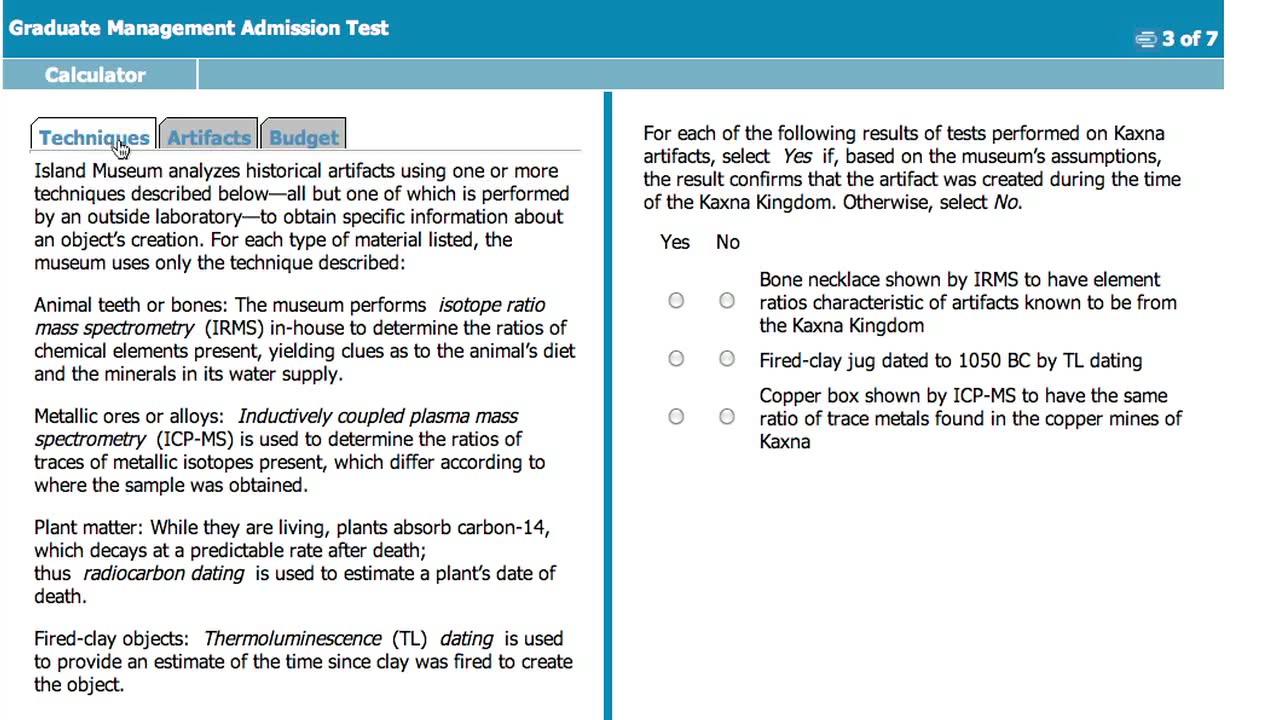 Graduate Management Admission Test
3 of 7
Calculator
Techniques Artifacts Budget
Island Museum analyzes historical artifacts using one or more
techniques described below—all but one of which is performed
by an outside laboratory—to obtain specific information about
an object's creation. For each type of material listed, the
museum uses only the technique described:
Animal teeth or bones: The museum performs isotope ratio
mass spectrometry (IRMS) in-house to determine the ratios of
chemical elements present, yielding clues as to the animal's diet
and the minerals in its water supply.
Metallic ores or alloys: Inductively coupled plasma mass
spectrometry (ICP-MS) is used to determine the ratios of
traces of metallic isotopes present, which differ according to
where the sample was obtained.
Plant matter: While they are living, plants absorb carbon-14,
which decays at a predictable rate after death;
thus radiocarbon dating is used to estimate a plant's date of
death.
Fired-clay objects: Thermoluminescence (TL) dating is used
to provide an estimate of the time since clay was fired to create
the object.
For each of the following results of tests performed on Kaxna
artifacts, select Yes if, based on the museum's assumptions,
the result confirms that the artifact was created during the time
of the Kaxna Kingdom. Otherwise, select No.
Yes No
Bone necklace shown by IRMS to have element
ratios characteristic of artifacts known to be from
the Kaxna Kingdom
Fired-clay jug dated to 1050 BC by TL dating
Copper box shown by ICP-MS to have the same
ratio of trace metals found in the copper mines of
Kaxna